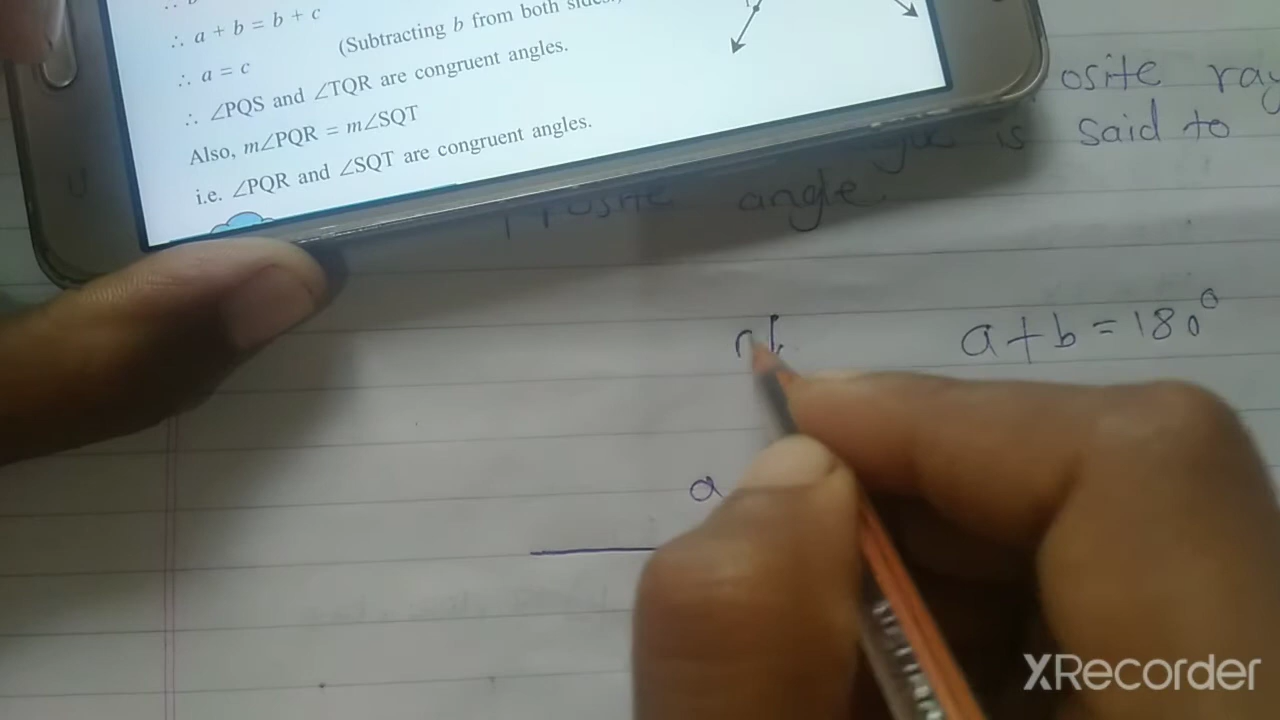 ∴ a + b = b + c
(Subtracting b from both sides)
∴ a = c
∴ ∠PQS and ∠TQR are congruent angles.
Also, m∠PQR = m∠SQT
i.e. ∠PQR and ∠SQT are congruent angles.
osite ray
is said to
angle
a + b = 180°
a
XRecorder